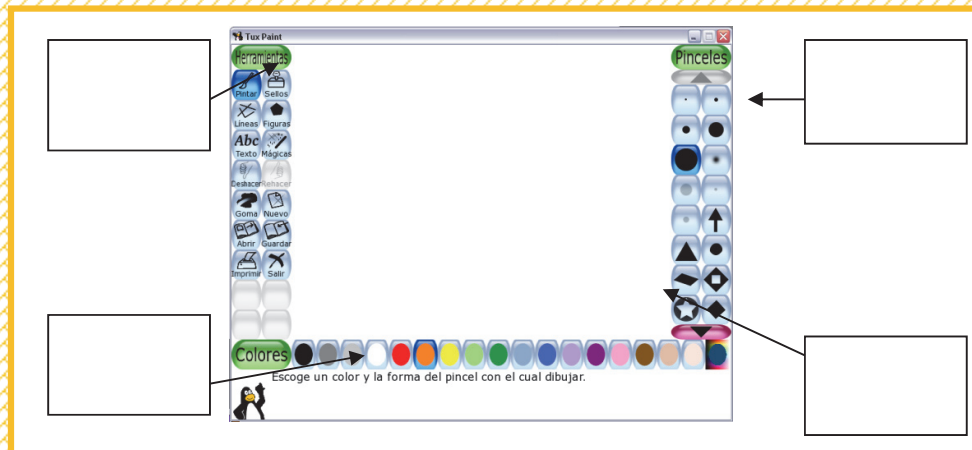 Tux Paint
Herramientas
Pinceles
Pintar Sellos
Líneas Figuras
Abc
Texto Mágicas
Deshacer Rehacer
Goma Nuevo
Abrir Guardar
Imprimir Salir
Colores
Escoge un color y la forma del pincel con el cual dibujar.